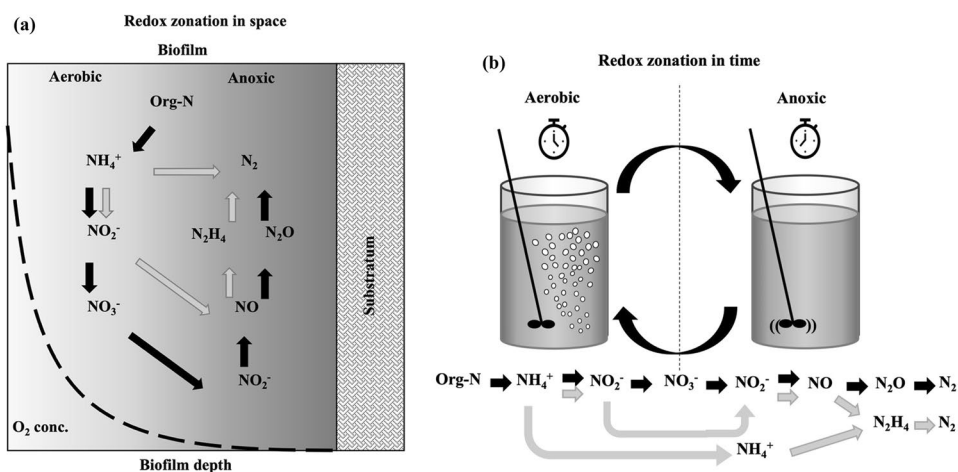 (a)
Redox zonation in space
Biofilm
Aerobic Anoxic
Org-N
NH₄⁺ N₂
NO₂⁻ N₂H₄ N₂O
NO₃⁻ NO
NO₂⁻
O₂ conc.
Substratum
Biofilm depth
(b)
Redox zonation in time
Aerobic Anoxic
(( ))
Org-N NH₄⁺ NO₂⁻ NO₃⁻ NO₂⁻ NO N₂O N₂
N₂H₄ N₂
NH₄⁺